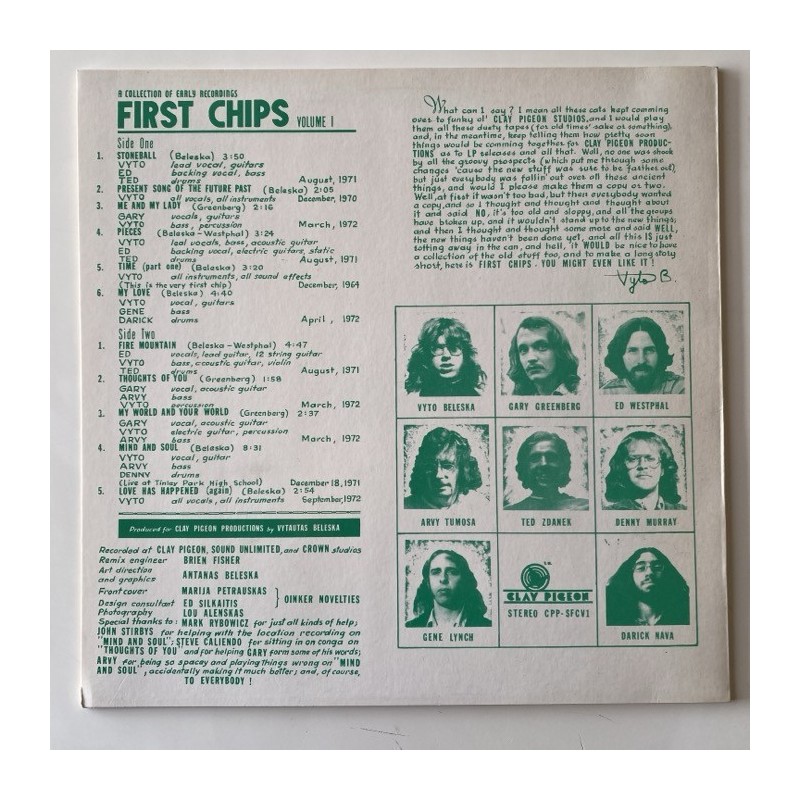 A COLLECTION OF EARLY RECORDINGS
FIRST CHIPS VOLUME I
Side One
1. STONEBALL (Beleska) 3:50
VYTO lead vocal, guitars
ED backing vocal, bass
TED drums August, 1971
2. PRESENT SONG OF THE FUTURE PAST (Beleska) 2:05
VYTO all vocals, all instruments December, 1970
3. ME AND MY LADY (Greenberg) 2:16
GARY vocals, guitars
VYTO bass, percussion March, 1972
4. PIECES (Beleska-Westphal) 3:24
VYTO lead vocals, bass, acoustic guitar
ED backing vocal, electric guitars, static
TED drums August, 1971
5. TIME (part one) (Beleska) 3:20
VYTO all instruments, all sound effects
(This is the very first chip) December, 1964
6. MY LOVE (Beleska) 4:40
VYTO vocal, guitars
GENE bass
DARICK drums April, 1972
Side Two
1. FIRE MOUNTAIN (Beleska-Westphal) 4:47
ED vocals, lead guitar, 12 string guitar
VYTO bass, acoustic guitar, violin
TED drums August, 1971
2. THOUGHTS OF YOU (Greenberg) 1:58
GARY vocal, acoustic guitar
ARVY bass
VYTO percussion March, 1972
3. MY WORLD AND YOUR WORLD (Greenberg) 2:37
GARY vocal, acoustic guitar
VYTO electric guitar, percussion
ARVY bass March, 1972
4. MIND AND SOUL (Beleska) 8:31
VYTO vocal, guitar
ARVY bass
DENNY drums
(Live at Tinley Park High School) December 18, 1971
5. LOVE HAS HAPPENED (again) (Beleska) 2:54
VYTO all vocals, all instruments September, 1972
Produced for CLAY PIGEON PRODUCTIONS by VYTAUTAS BELESKA
Recorded at CLAY PIGEON, SOUND UNLIMITED, and CROWN studios
Remix engineer BRIEN FISHER
Art direction and graphics ANTANAS BELESKA
Front cover MARIJA PETRAUSKAS
Design consultant ED SILKAITIS } OINKER NOVELTIES
Photography LOU ALENSKAS
Special thanks to: MARK RYBOWICZ for just all kinds of help;
JOHN STIRBYS for helping with the location recording on
"MIND AND SOUL"; STEVE CALIENDO for sitting in on conga on
"THOUGHTS OF YOU" and for helping GARY form some of his words;
ARVY for being so spacey and playing things wrong on "MIND
AND SOUL", accidentally making it much better; and, of course,
TO EVERYBODY!
What can I say? I mean all these cats kept comming
over to funky ol' CLAY PIGEON STUDIOS, and I would play
them all these dusty tapes (for old times' sake or something),
and, in the meantime, keep telling them how pretty soon
things would be comming together for CLAY PIGEON PRODUCT-
IONS as to LP releases and all that. Well, no one was shook
by all the groovy prospects (which put me through some
changes 'cause the new stuff was sute to be farther out),
but just everybody was fallin' out over all these ancient
things, and would I please make them a copy or two.
Well, at first it wasn't too bad, but then everybody wanted
a copy, and so I thought and thought and thought about
it and said NO, it's too old and sloppy, and all the groups
have broken up, and it wouldn't stand up to the new things;
and then I thought and thought some more and said WELL,
the new things haven't been done yet, and all this IS just
rotting away in the can, and hell, it WOULD be nice to have
a collection of the old stuff too, and to make a long story
short, here is FIRST CHIPS. YOU MIGHT EVEN LIKE IT!
Vyto B.
VYTO BELESKA GARY GREENBERG ED WESTPHAL
ARVY TUMOSA TED ZDANEK DENNY MURRAY
T.M.
CLAY PIGEON
STEREO CPP-SFCV1
GENE LYNCH DARICK NAVA